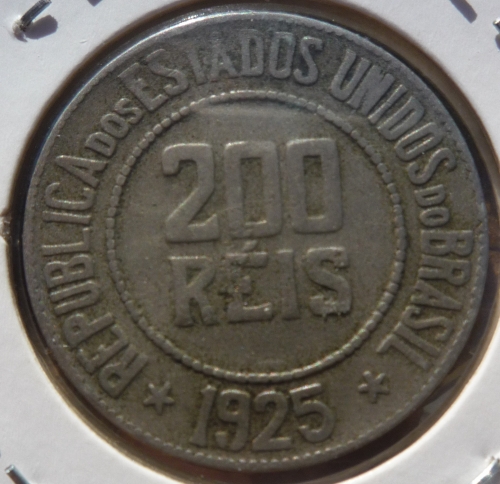 REPUBLICA DOS ESTADOS UNIDOS DO BRASIL
200
RÉIS
* 1925 *